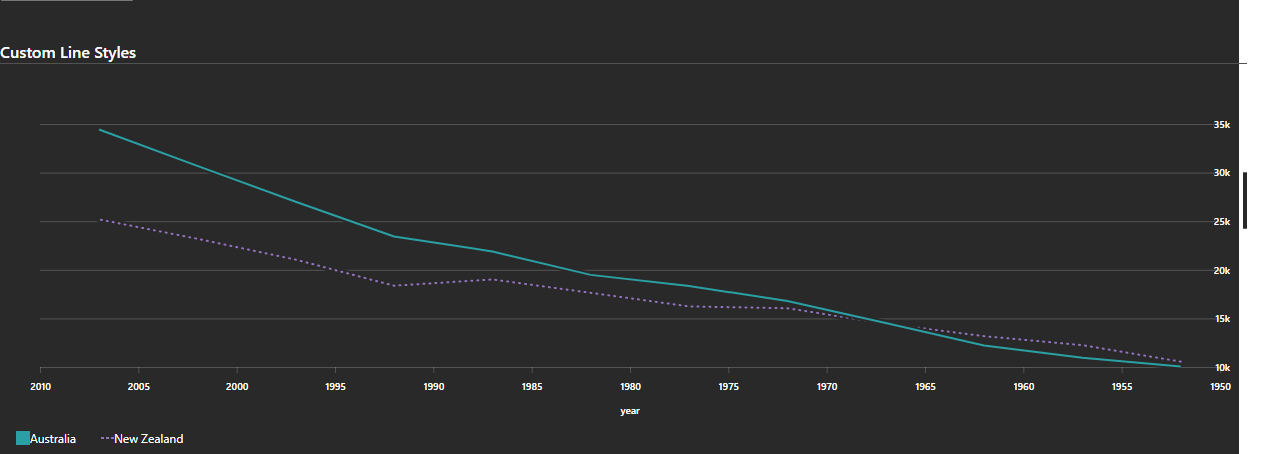 Custom Line Styles
35k
30k
25k
20k
15k
10k
2010 2005 2000 1995 1990 1985 1980 1975 1970 1965 1960 1955 1950
year
Australia New Zealand